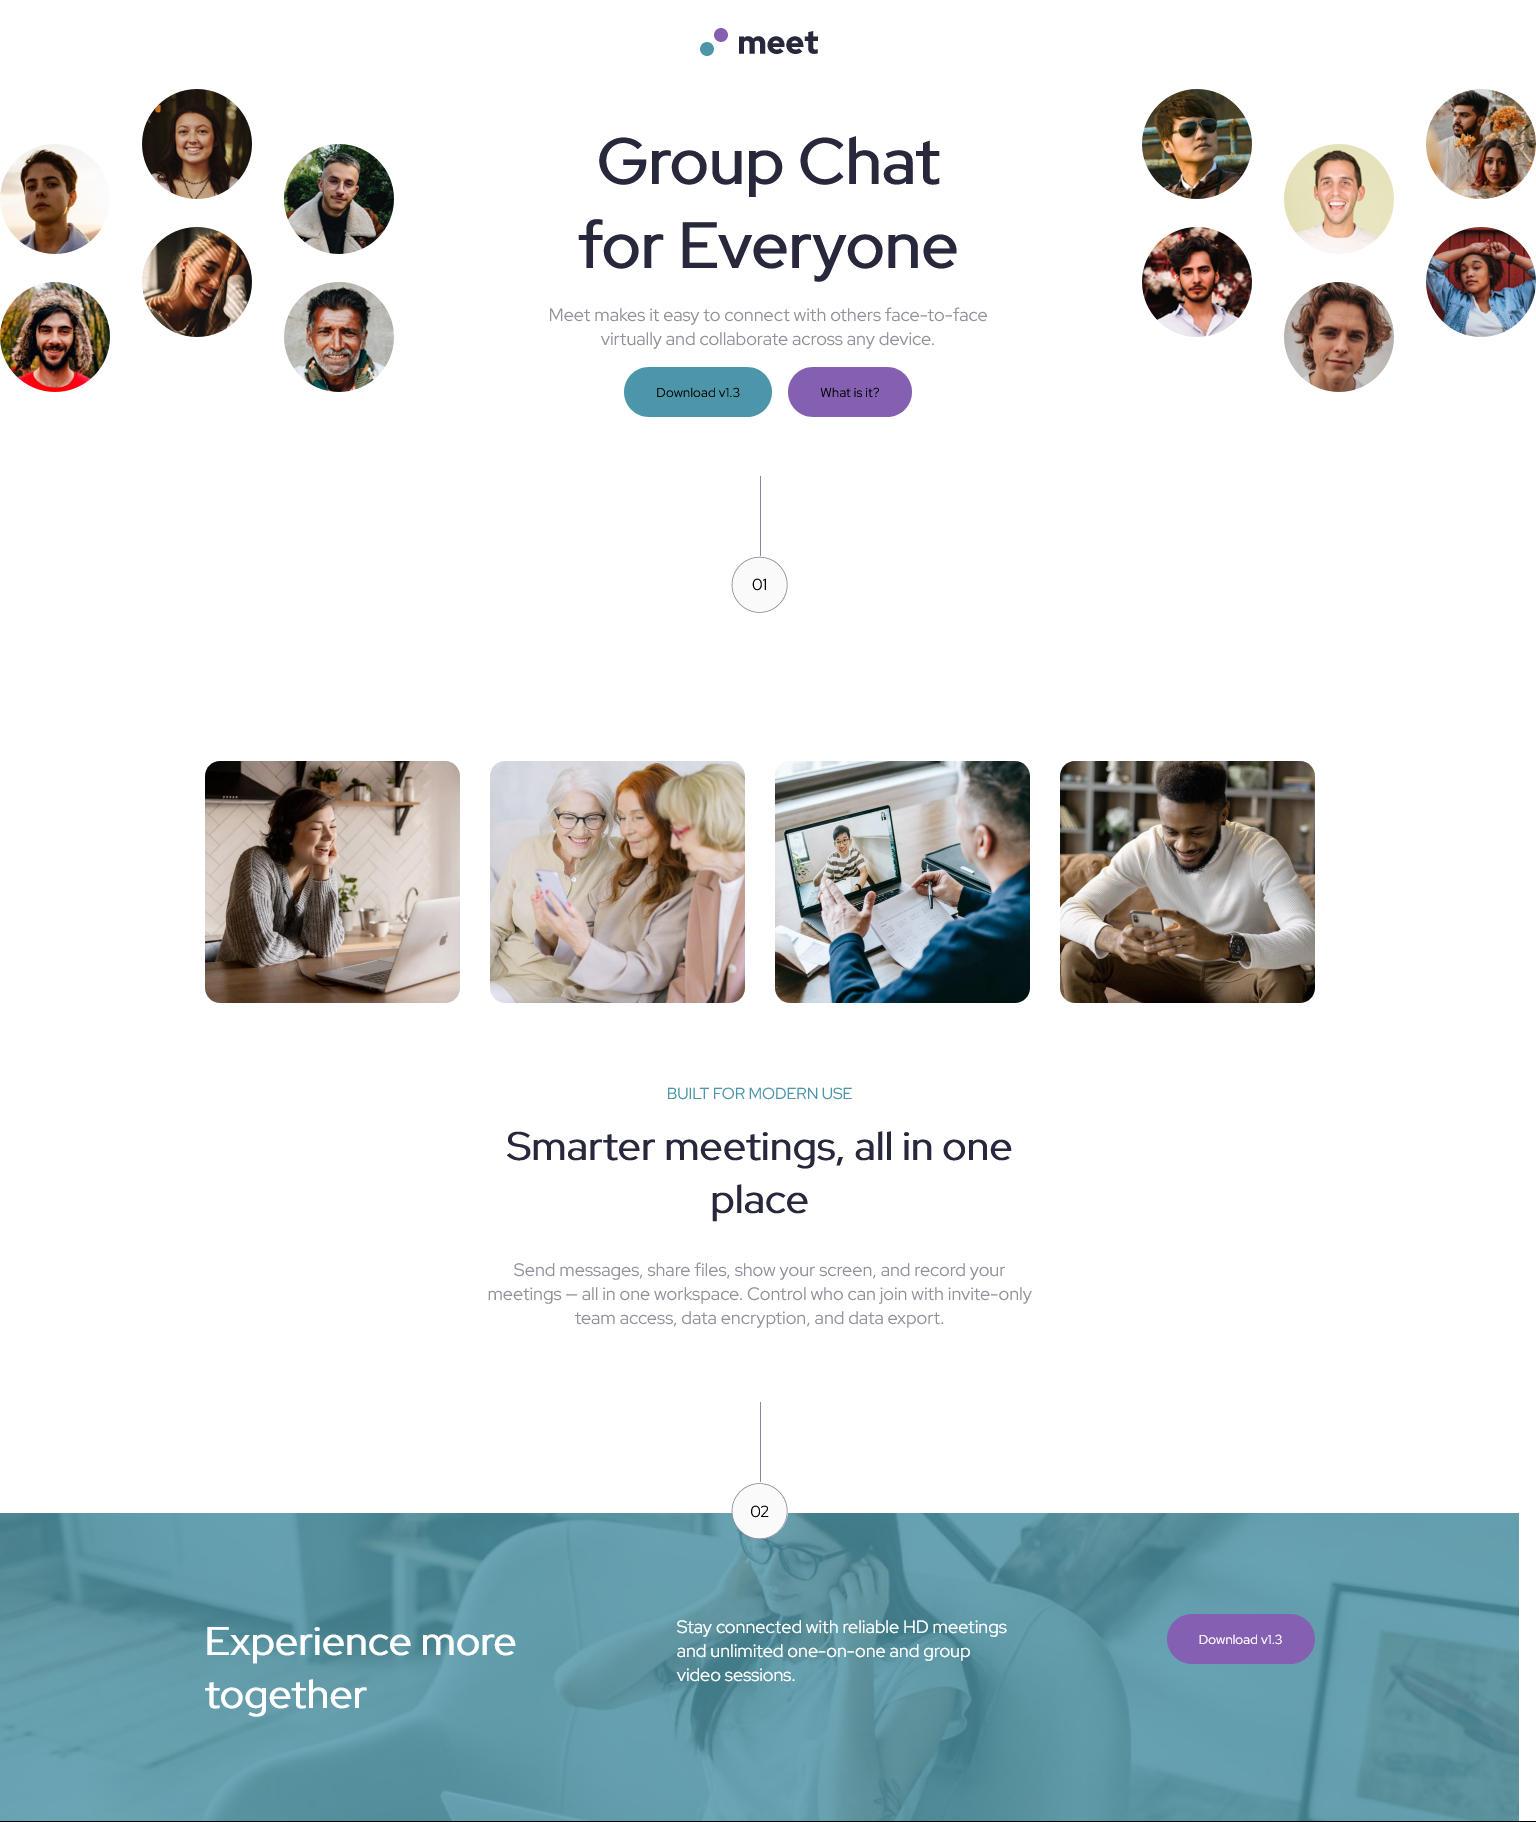 meet
Group Chat
for Everyone
Meet makes it easy to connect with others face-to-face
virtually and collaborate across any device.
Download v1.3
What is it?
01
BUILT FOR MODERN USE
Smarter meetings, all in one
place
Send messages, share files, show your screen, and record your
meetings — all in one workspace. Control who can join with invite-only
team access, data encryption, and data export.
02
Experience more
together
Stay connected with reliable HD meetings
and unlimited one-on-one and group
video sessions.
Download v1.3